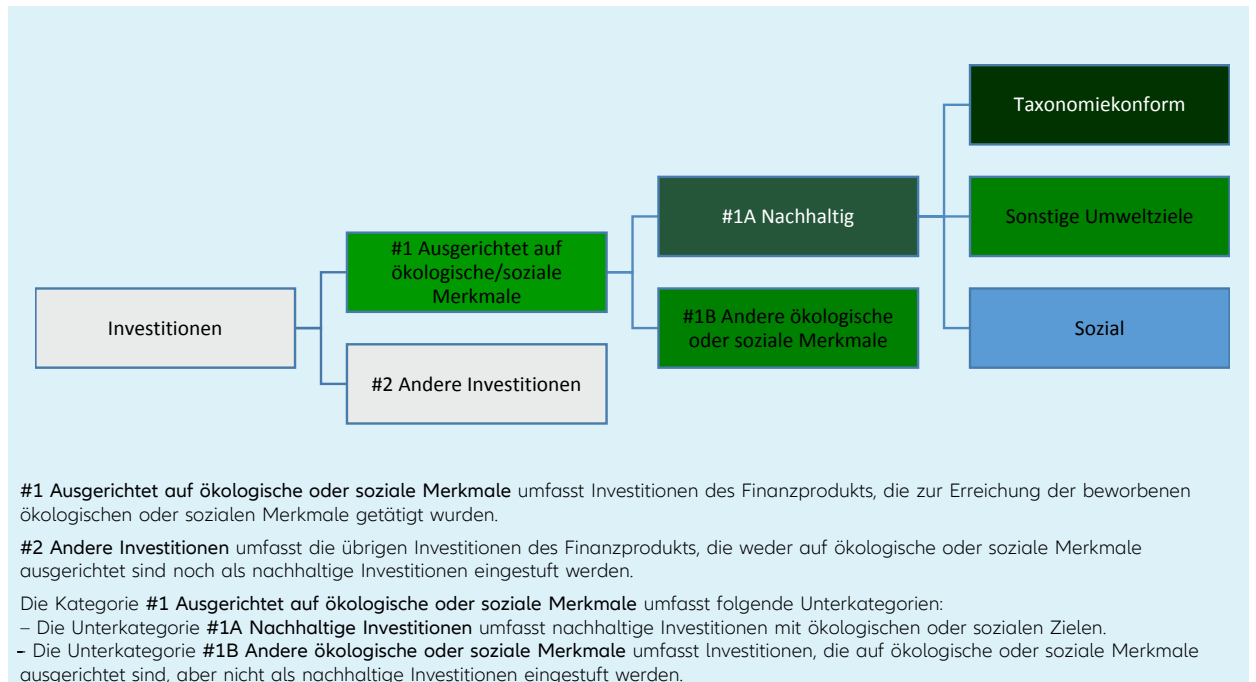 Taxonomiekonform
#1A Nachhaltig
Sonstige Umweltziele
#1 Ausgerichtet auf
ökologische/soziale
Merkmale
Investitionen
#1B Andere ökologische
oder soziale Merkmale
Sozial
#2 Andere Investitionen
#1 Ausgerichtet auf ökologische oder soziale Merkmale umfasst Investitionen des Finanzprodukts, die zur Erreichung der beworbenen
ökologischen oder sozialen Merkmale getätigt wurden.
#2 Andere Investitionen umfasst die übrigen Investitionen des Finanzprodukts, die weder auf ökologische oder soziale Merkmale
ausgerichtet sind noch als nachhaltige Investitionen eingestuft werden.
Die Kategorie #1 Ausgerichtet auf ökologische oder soziale Merkmale umfasst folgende Unterkategorien:
– Die Unterkategorie #1A Nachhaltige Investitionen umfasst nachhaltige Investitionen mit ökologischen oder sozialen Zielen.
- Die Unterkategorie #1B Andere ökologische oder soziale Merkmale umfasst Investitionen, die auf ökologische oder soziale Merkmale
ausgerichtet sind, aber nicht als nachhaltige Investitionen eingestuft werden.